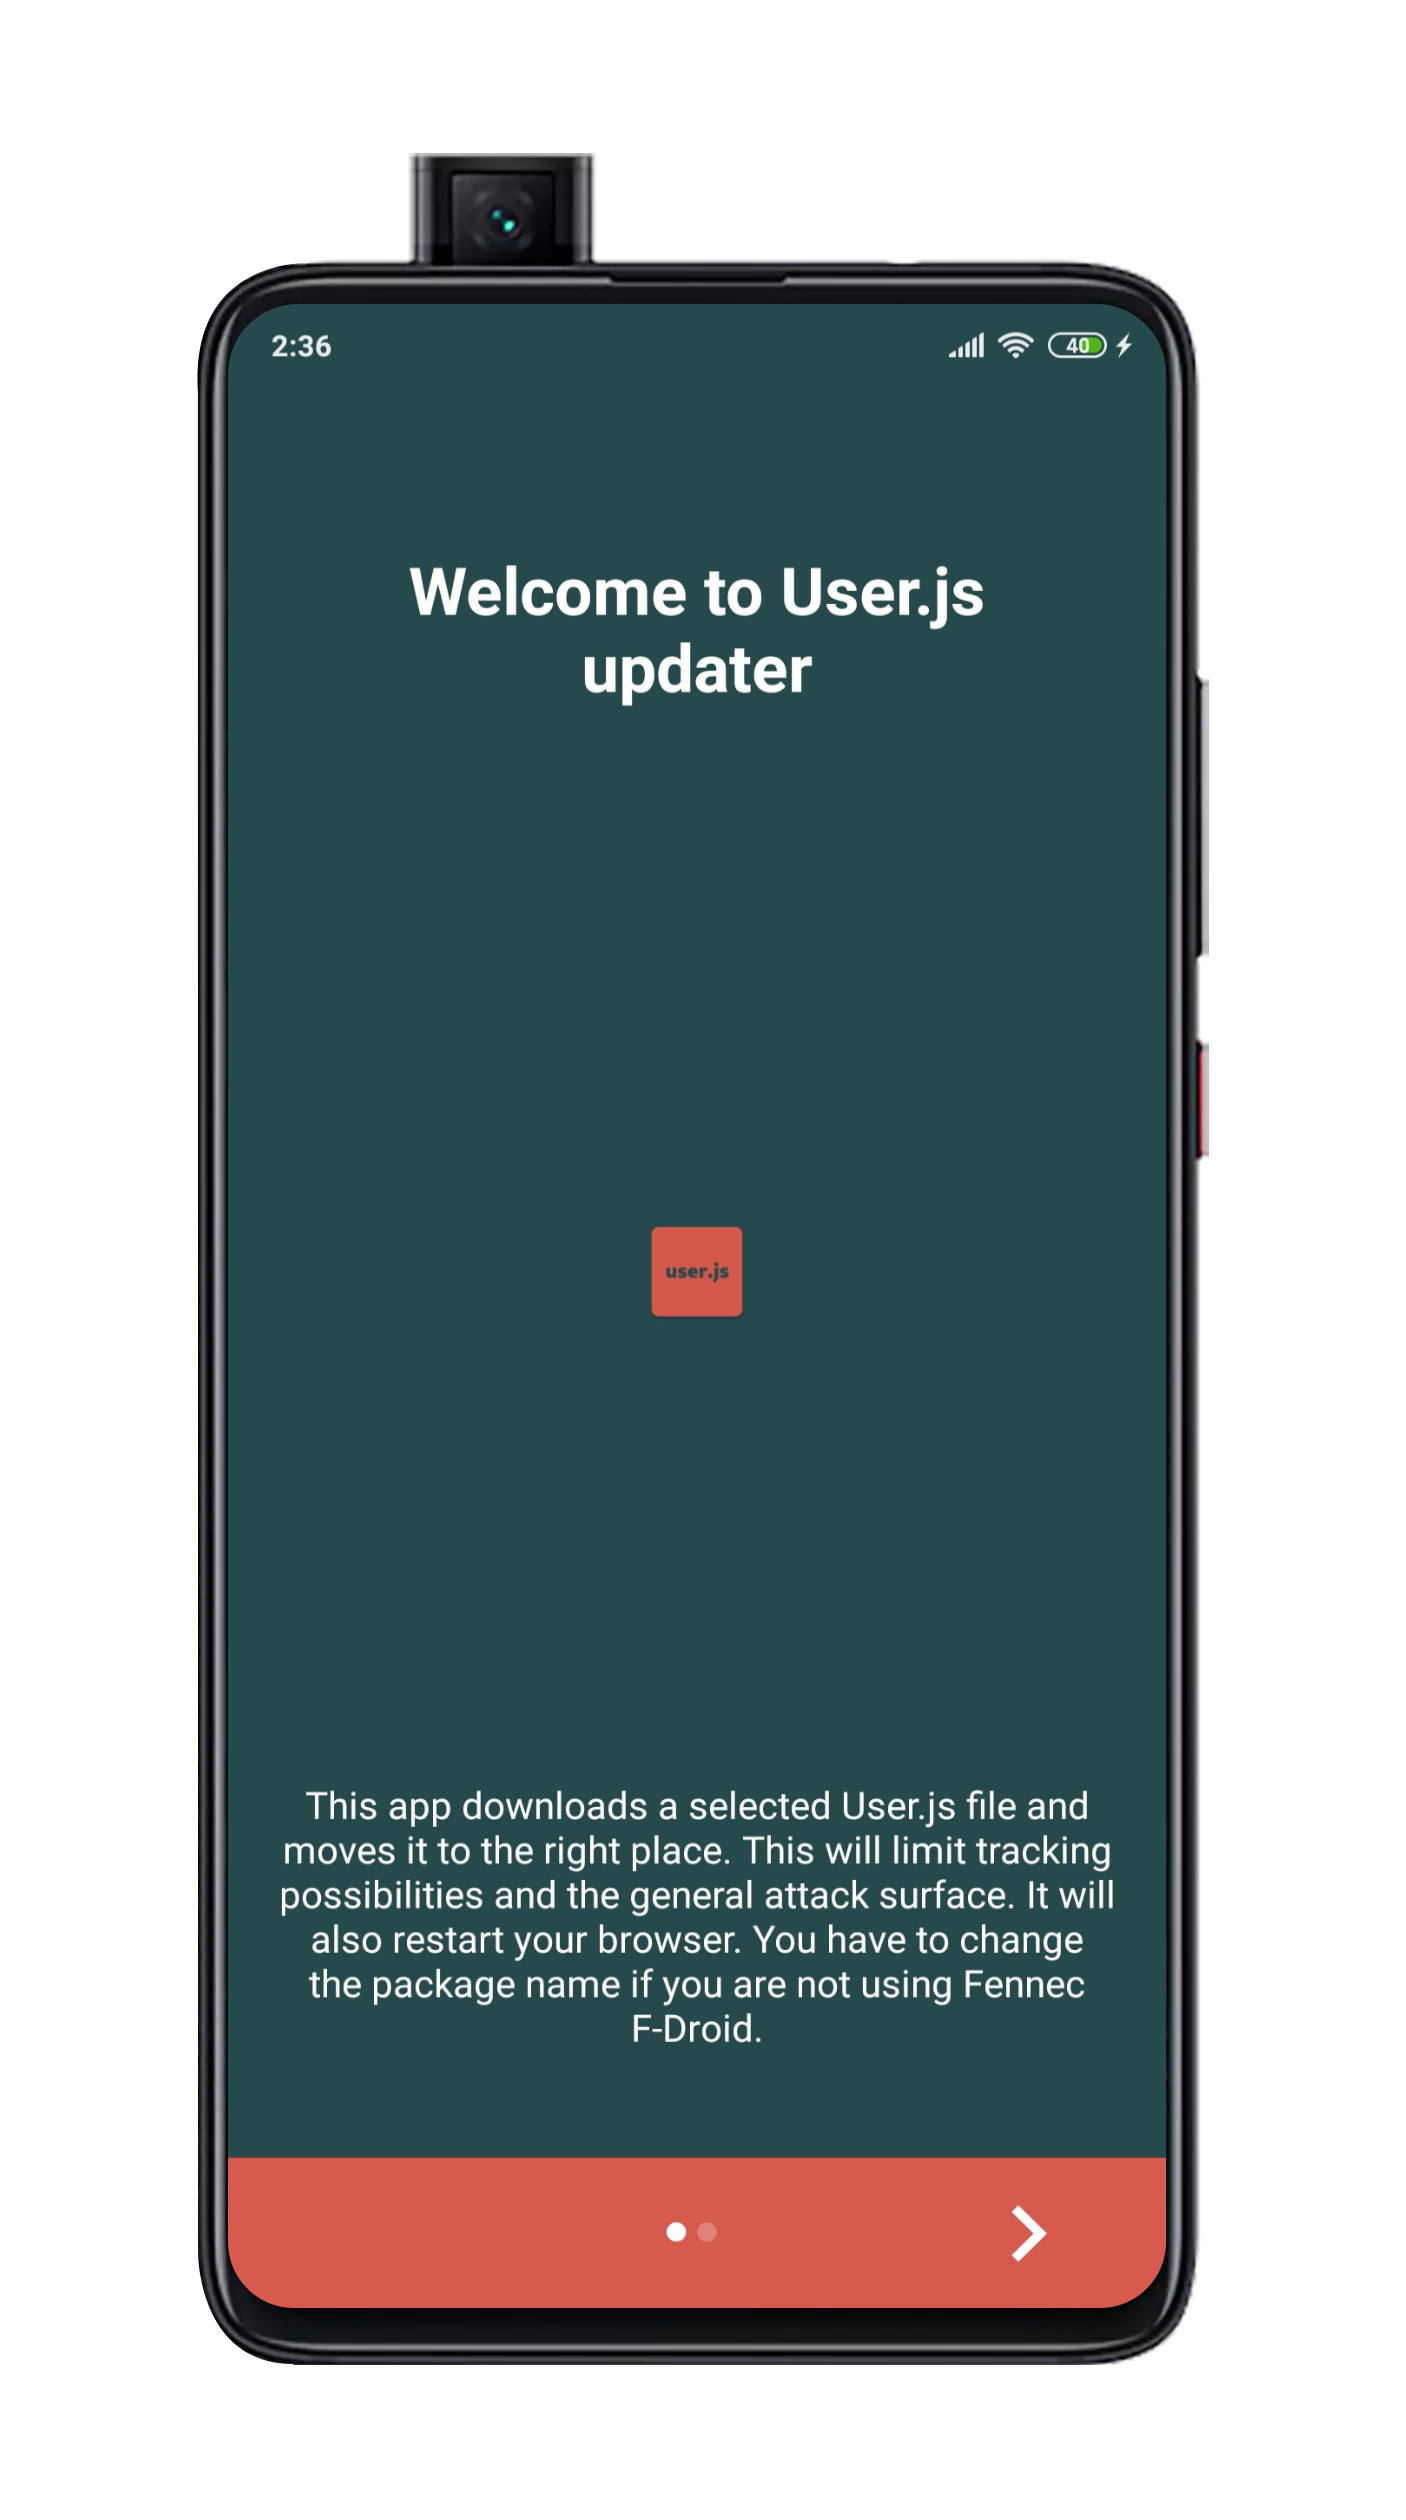 2:36
40
Welcome to User.js
updater
user.js
This app downloads a selected User.js file and
moves it to the right place. This will limit tracking
possibilities and the general attack surface. It will
also restart your browser. You have to change
the package name if you are not using Fennec
F-Droid.